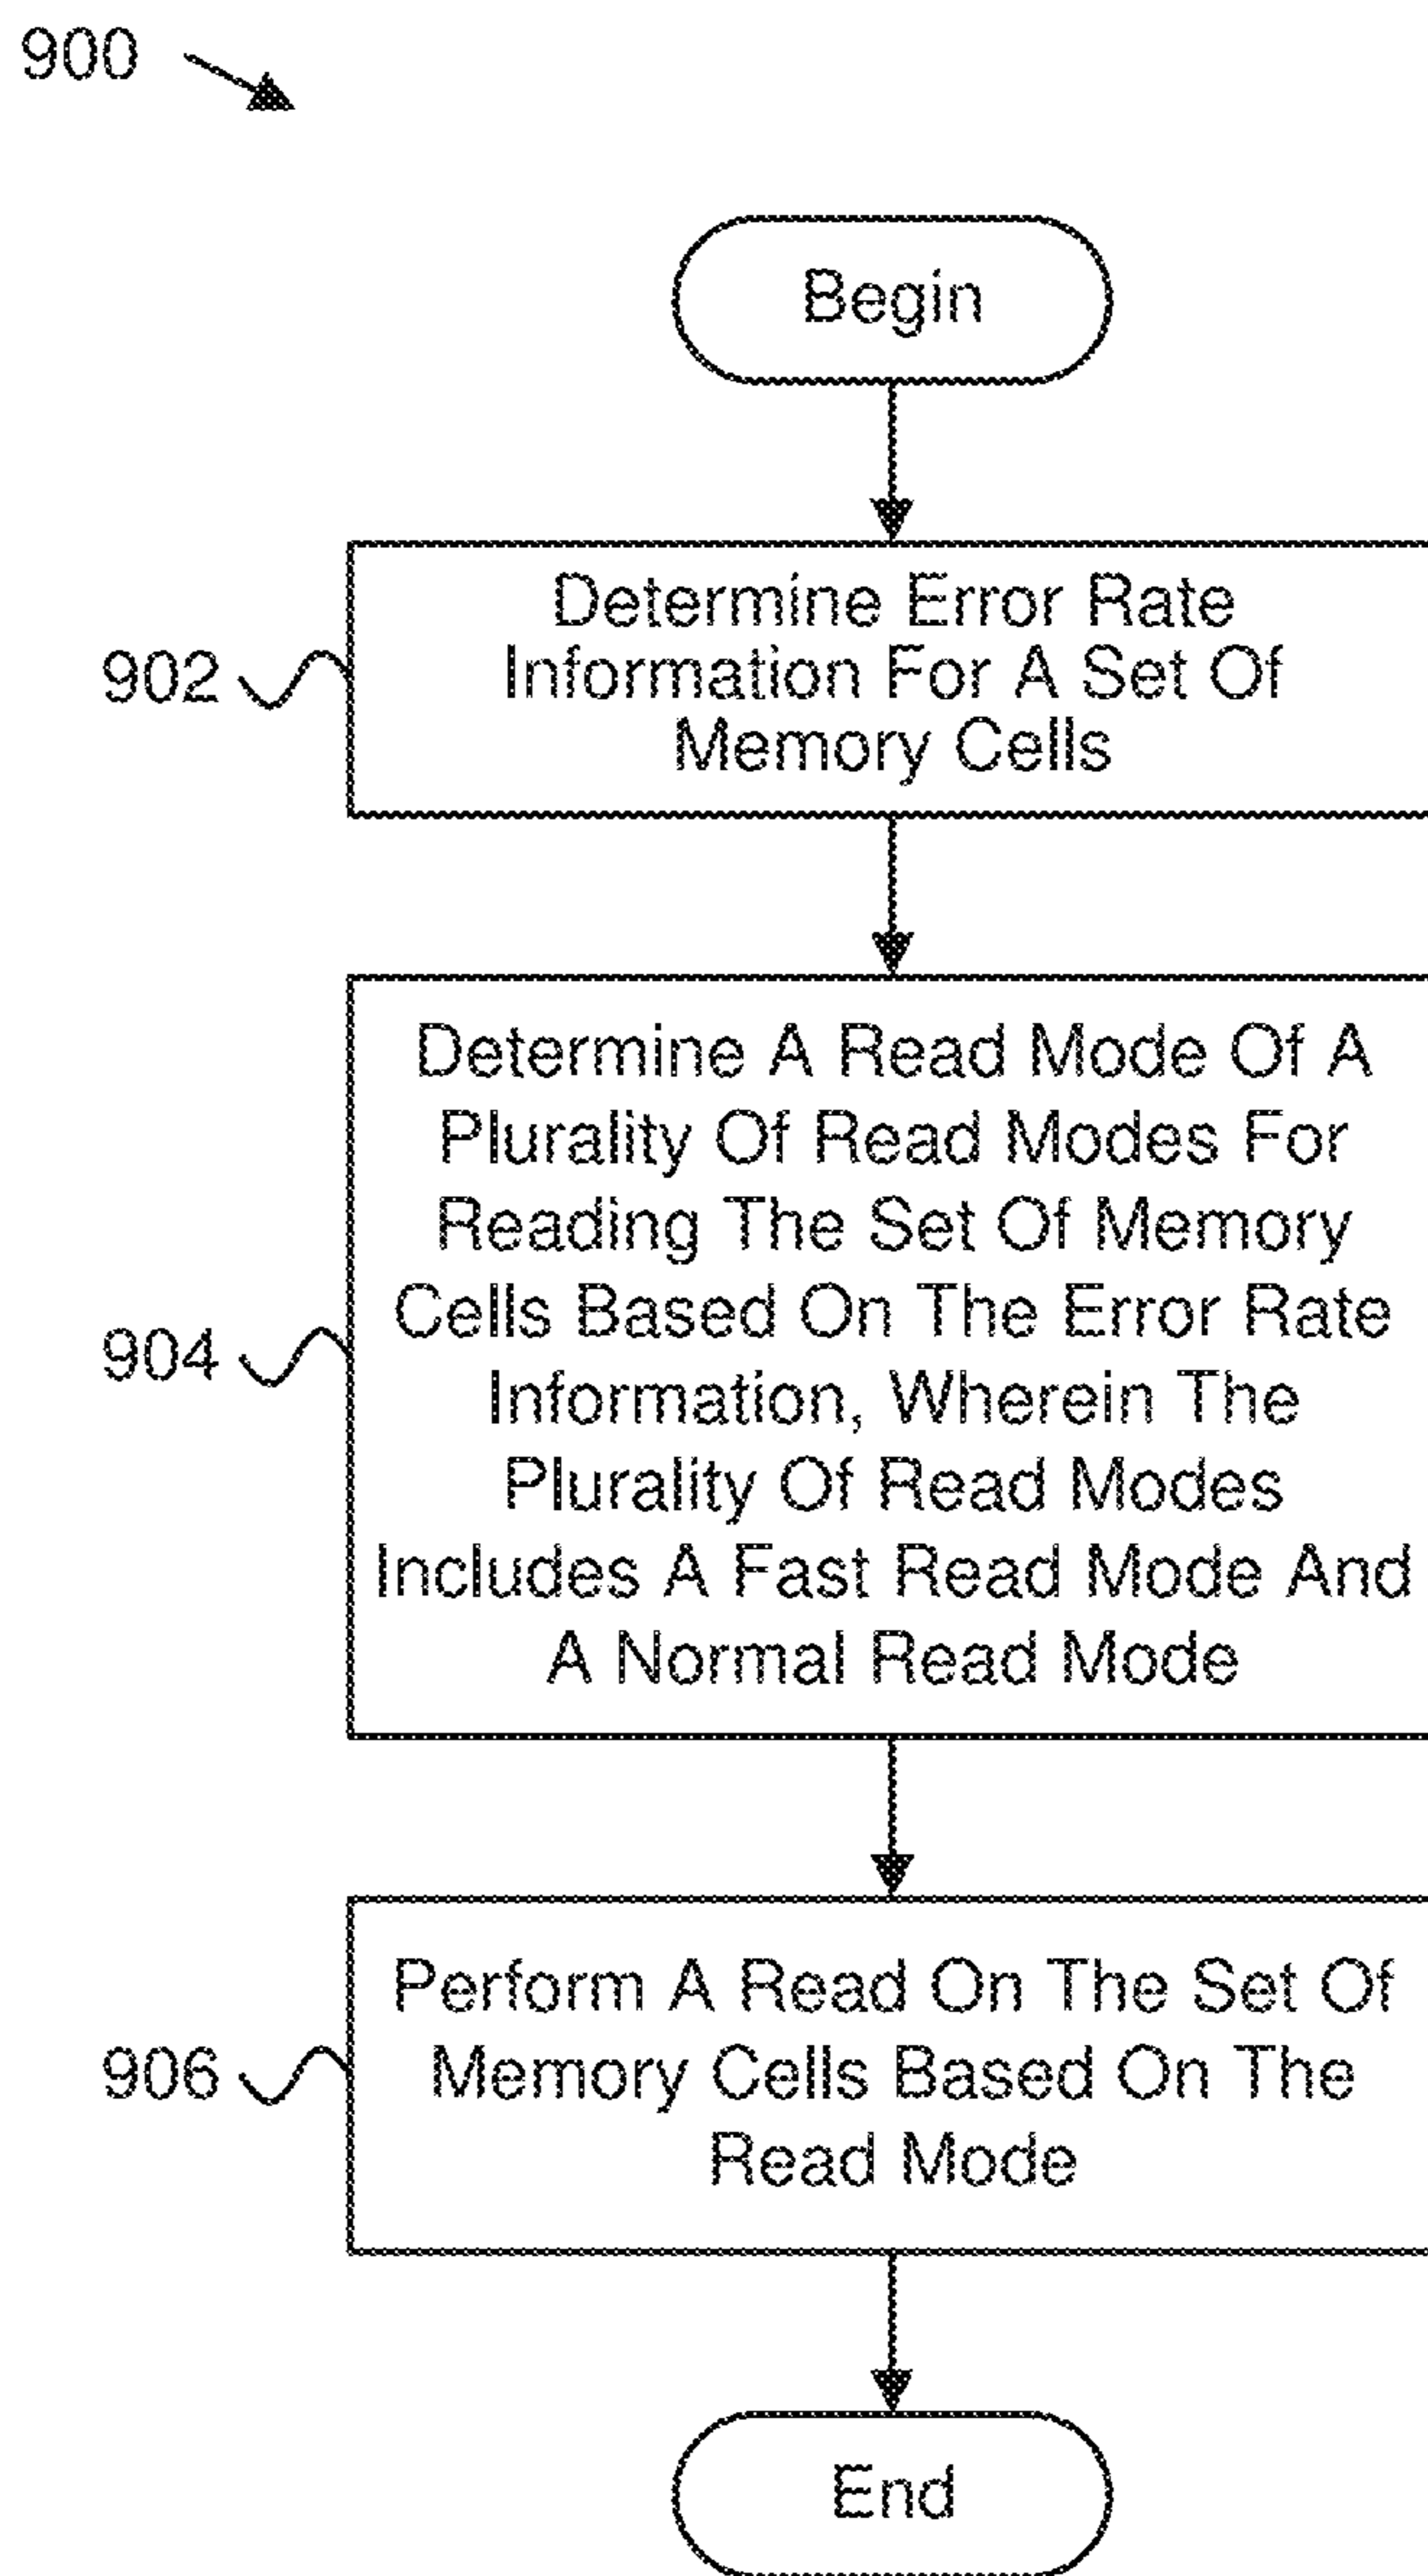 900
Begin
Determine Error Rate
Information For A Set Of
Memory Cells
902
Determine A Read Mode Of A
Plurality Of Read Modes For
Reading The Set Of Memory
Cells Based On The Error Rate
Information, Wherein The
Plurality Of Read Modes
Includes A Fast Read Mode And
A Normal Read Mode
904
Perform A Read On The Set Of
Memory Cells Based On The
Read Mode
906
End